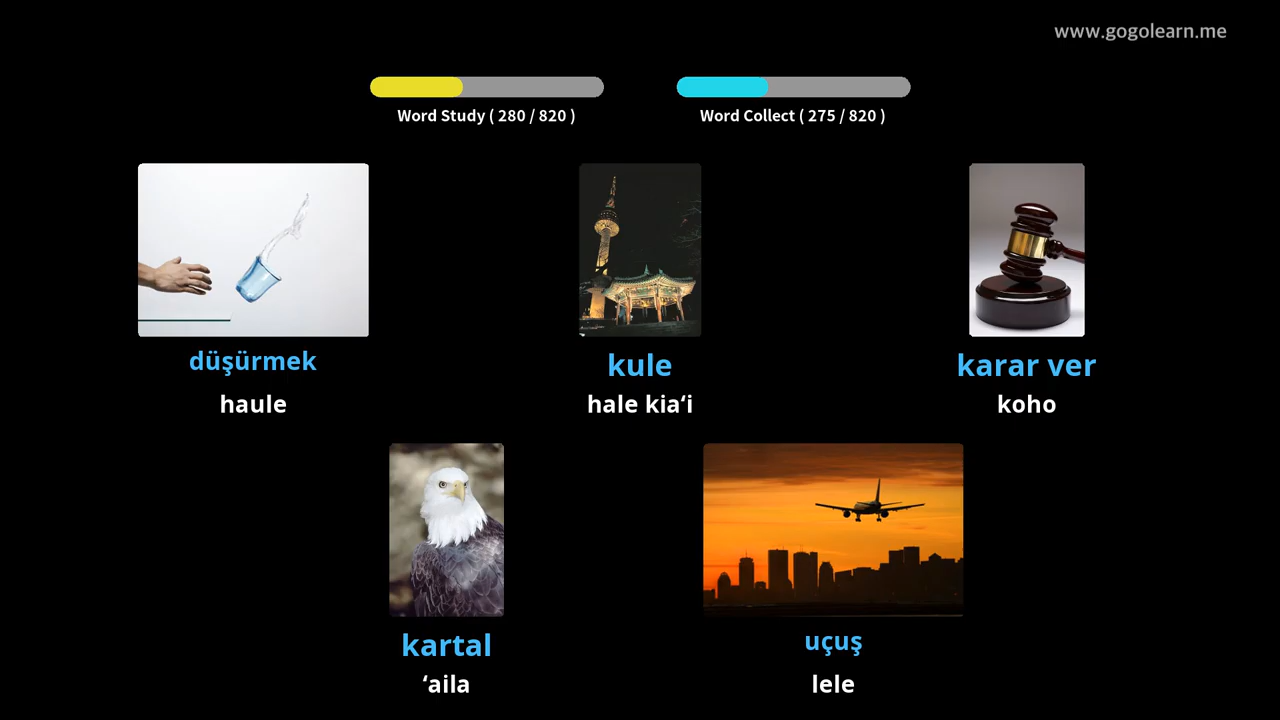 www.gogolearn.me
Word Study ( 280 / 820 )
Word Collect ( 275 / 820 )
düşürmek
haule
kule
hale kiaʻi
karar ver
koho
kartal
ʻaila
uçuş
lele